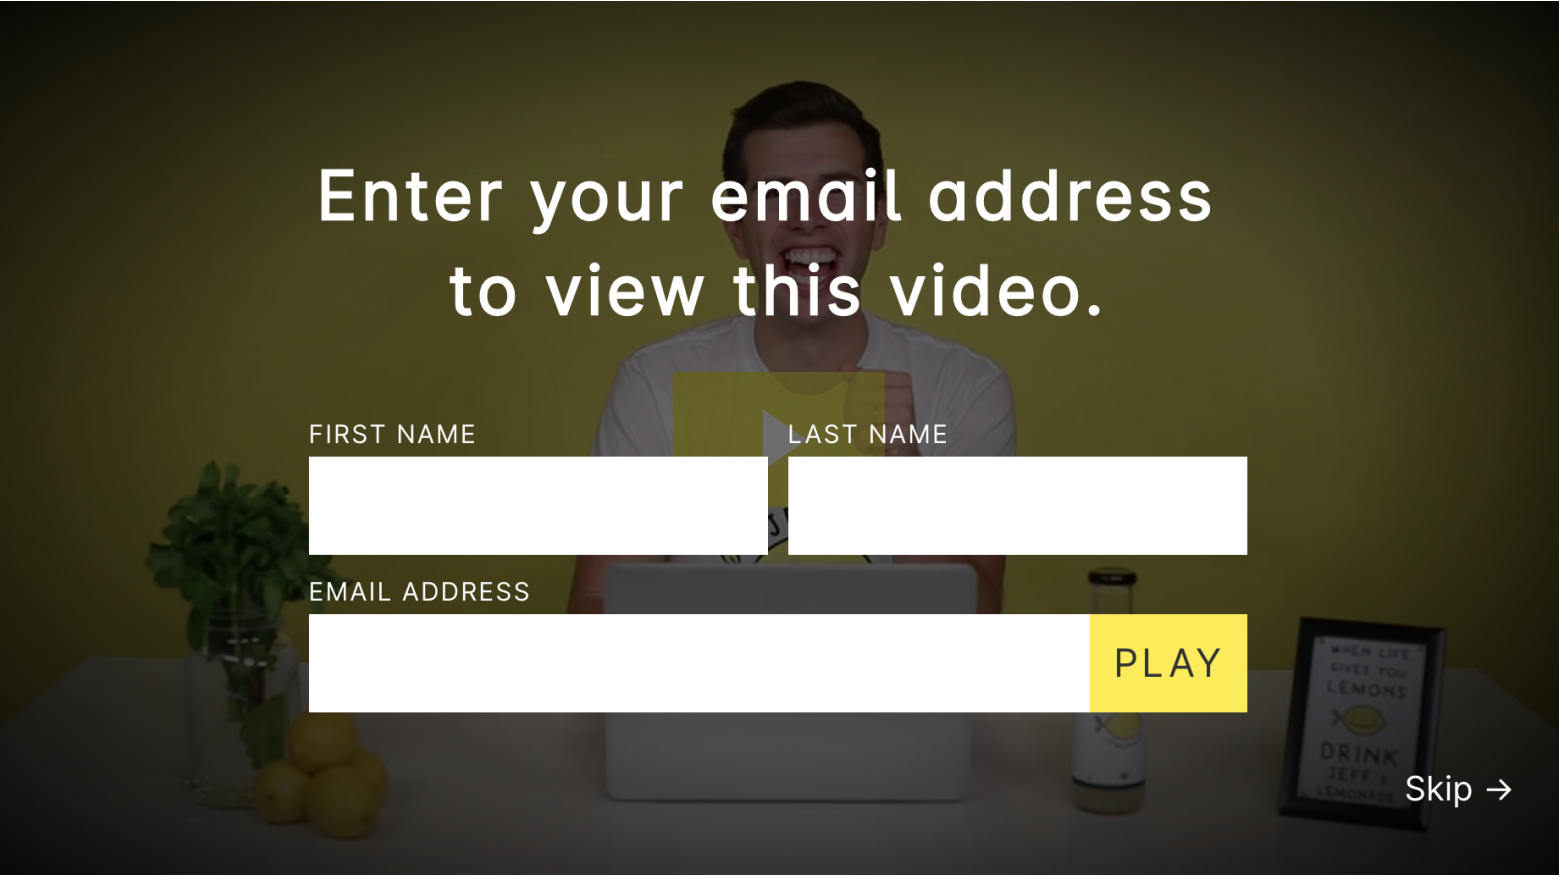 Enter your email address
to view this video.
FIRST NAME
LAST NAME
EMAIL ADDRESS
PLAY
WHEN LIFE
GIVES YOU
LEMONS
DRINK
JEFF'S
LEMONADE
Skip →